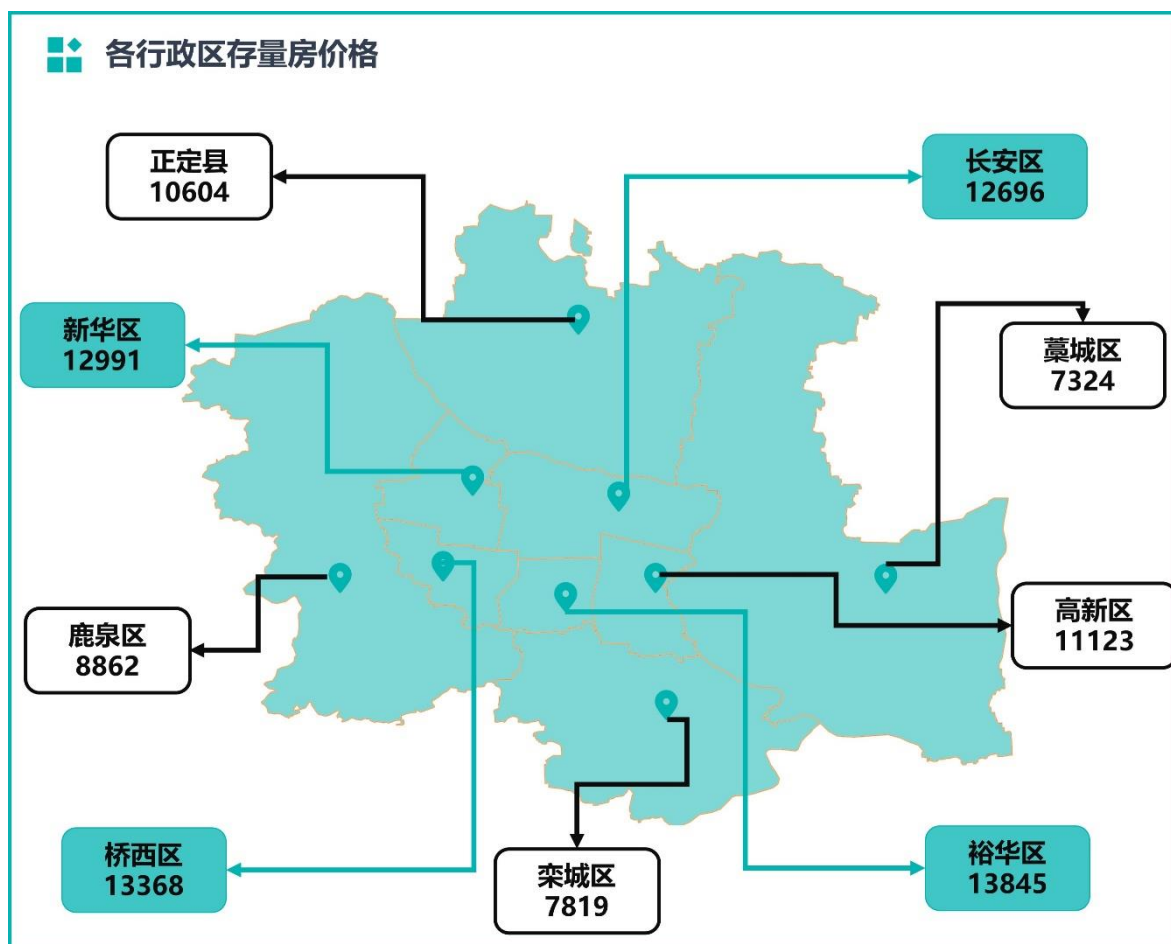 各行政区存量房价格
正定县
10604
长安区
12696
新华区
12991
藁城区
7324
鹿泉区
8862
高新区
11123
桥西区
13368
栾城区
7819
裕华区
13845